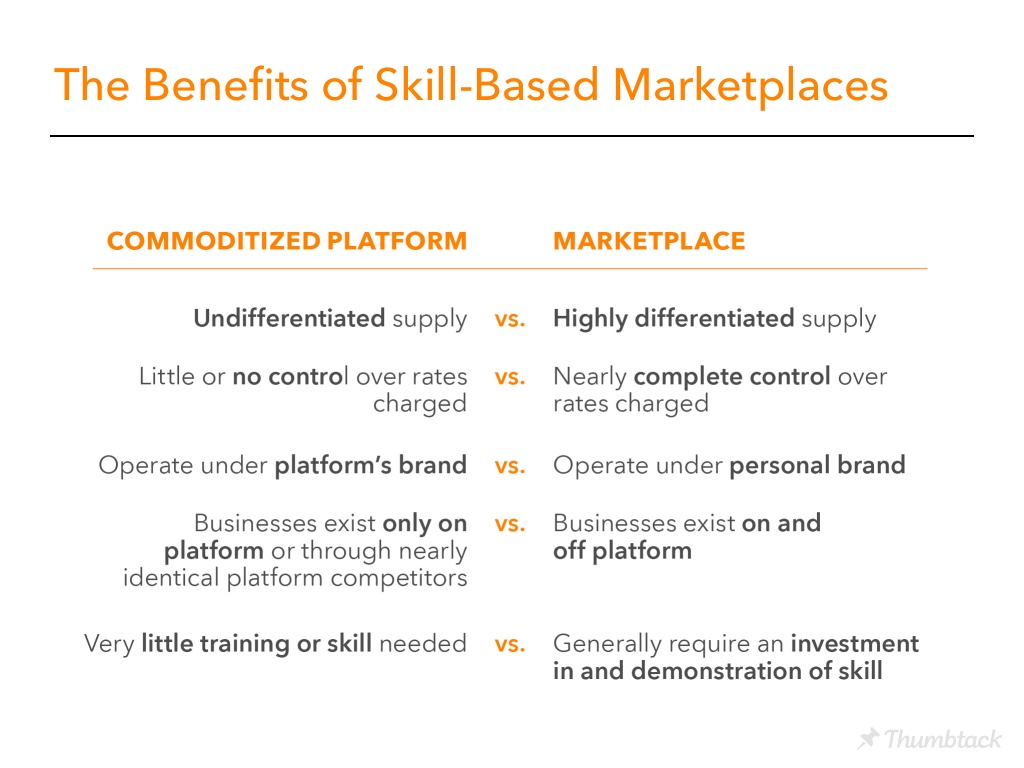 The Benefits of Skill-Based Marketplaces
COMMODITIZED PLATFORM
MARKETPLACE
Undifferentiated supply
vs.
Highly differentiated supply
Little or no control over rates
charged
vs.
Nearly complete control over
rates charged
Operate under platform's brand
vs.
Operate under personal brand
Businesses exist only on
platform or through nearly
identical platform competitors
vs.
Businesses exist on and
off platform
Very little training or skill needed
vs.
Generally require an investment
in and demonstration of skill
Thumbtack